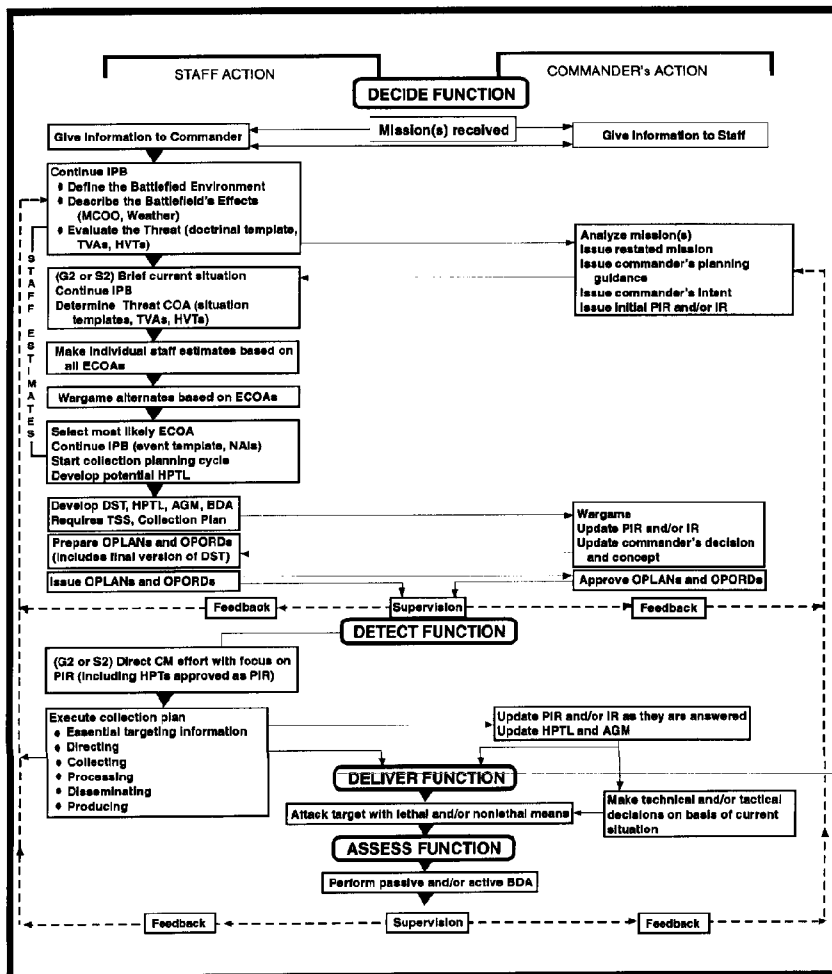 STAFF ACTION
COMMANDER's ACTION
DECIDE FUNCTION
Give Information to Commander
Mission(s) received
Give Information to Staff
Continue IPB
♦ Define the Battlefied Environment
♦ Describe the Battlefield's Effects
(MCOO, Weather)
♦ Evaluate the Threat (doctrinal template,
TVAs, HVTs)
Analyze mission(s)
Issue restated mission
Issue commander's planning
guidance
Issue commander's Intent
Issue initial PIR and/or IR
STAFF ESTIMATES
(G2 or S2) Brief current situation
Continue IPB
Determine Threat COA (situation
templates, TVAs, HVTs)
Make individual staff estimates based on
all ECOAs
Wargame alternates based on ECOAs
Select most likely ECOA
Continue IPB (event template, NAIs)
Start collection planning cycle
Develop potential HPTL
Develop DST, HPTL, AGM, BDA
Requires TSS, Collection Plan
Wargame
Update PIR and/or IR
Update commander's decision
and concept
Prepare OPLANs and OPORDs
(includes final version of DST)
Issue OPLANs and OPORDs
Approve OPLANs and OPORDs
Feedback
Supervision
Feedback
DETECT FUNCTION
(G2 or S2) Direct CM effort with focus on
PIR (including HPTs approved as PIR)
Execute collection plan
♦ Essential targeting information
♦ Directing
♦ Collecting
♦ Processing
♦ Disseminating
♦ Producing
Update PIR and/or IR as they are answered
Update HPTL and AGM
DELIVER FUNCTION
Attack target with lethal and/or nonlethal means
Make technical and/or tactical
decisions on basis of current
situation
ASSESS FUNCTION
Perform passive and/or active BDA
Feedback
Supervision
Feedback